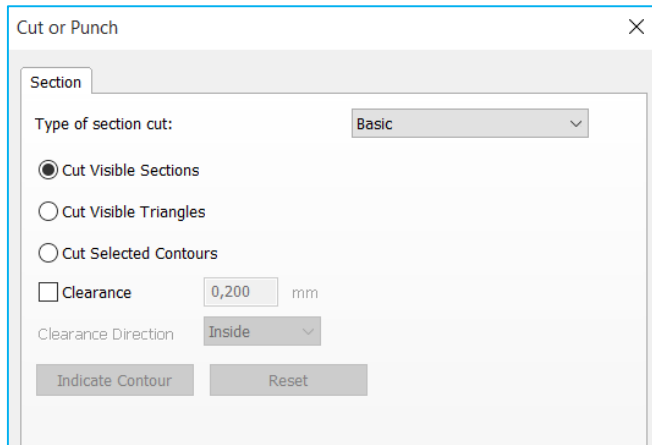 Cut or Punch
Section
Type of section cut: Basic
Cut Visible Sections
Cut Visible Triangles
Cut Selected Contours
Clearance 0,200 mm
Clearance Direction Inside
Indicate Contour Reset